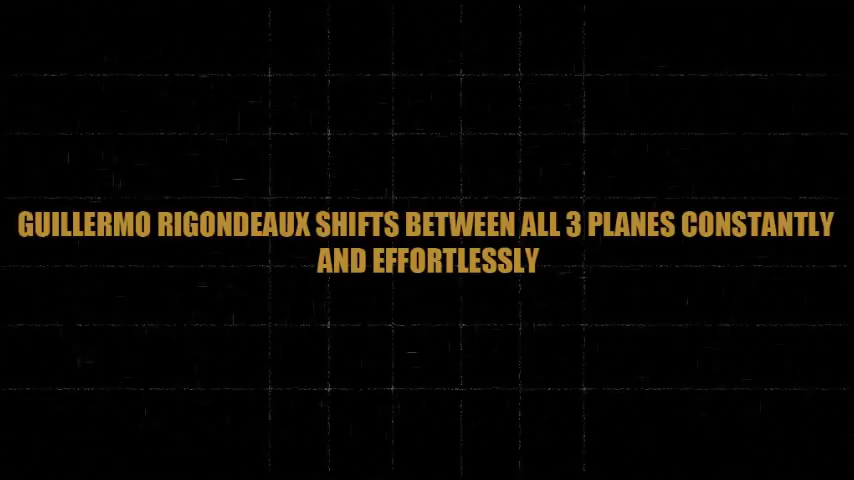 GUILLERMO RIGONDEAUX SHIFTS BETWEEN ALL 3 PLANES CONSTANTLY
AND EFFORTLESSLY